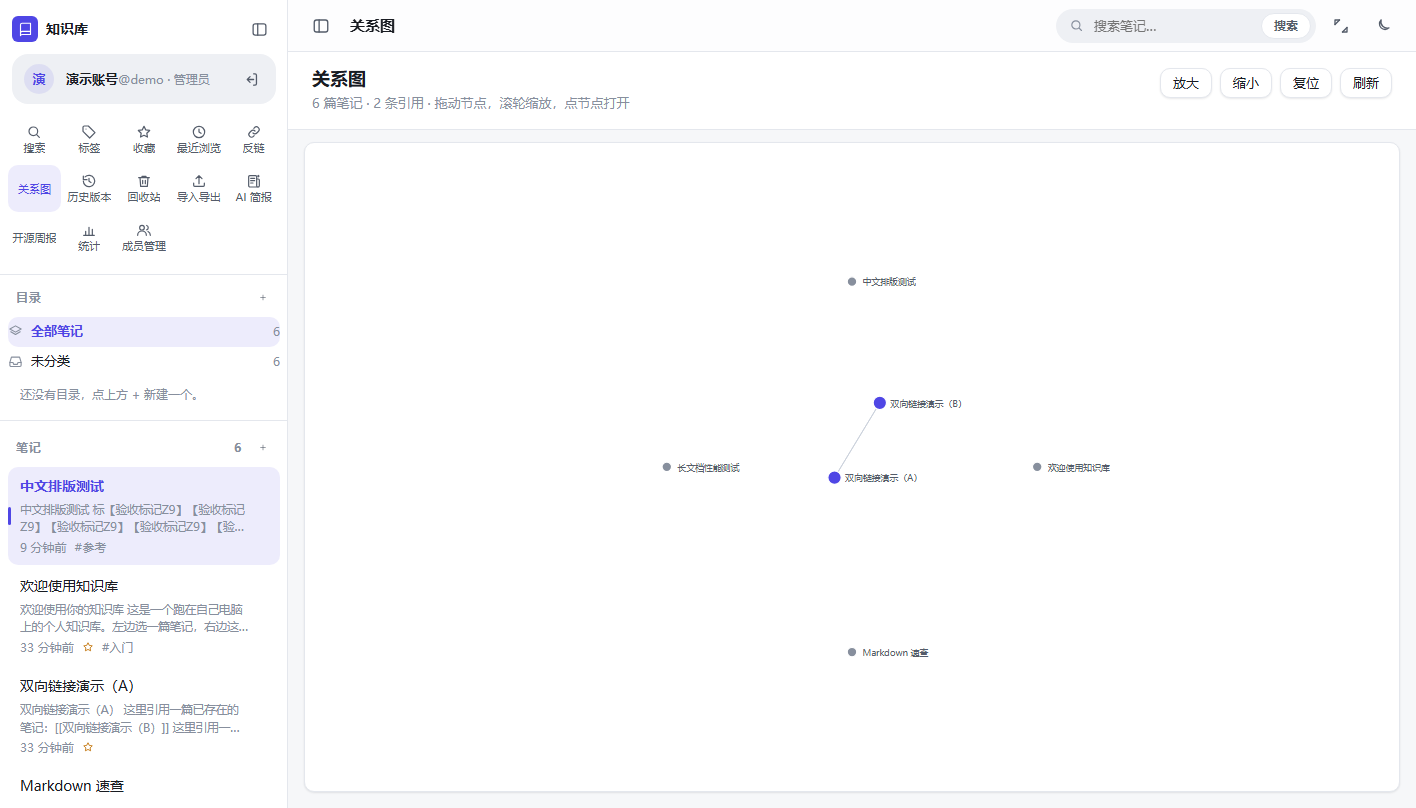 知识库
演 演示账号@demo · 管理员
搜索 标签 收藏 最近浏览 反链
关系图 历史版本 回收站 导入导出 AI 简报
开源周报 统计 成员管理
目录 +
全部笔记 6
未分类 6
还没有目录，点上方 + 新建一个。
笔记 6 +
中文排版测试
中文排版测试 标【验收标记Z9】【验收标记
Z9】【验收标记Z9】【验收标记Z9】【验...
9 分钟前 #参考
欢迎使用知识库
欢迎使用你的知识库 这是一个跑在自己电脑
上的个人知识库。左边选一篇笔记，右边这...
33 分钟前 #入门
双向链接演示（A）
双向链接演示（A） 这里引用一篇已存在的
笔记：[[双向链接演示（B）]] 这里引用一...
33 分钟前
Markdown 速查
关系图
搜索笔记... 搜索
关系图
6 篇笔记 · 2 条引用 · 拖动节点，滚轮缩放，点节点打开
放大 缩小 复位 刷新
中文排版测试
双向链接演示（B）
长文档性能测试
欢迎使用知识库
双向链接演示（A）
Markdown 速查